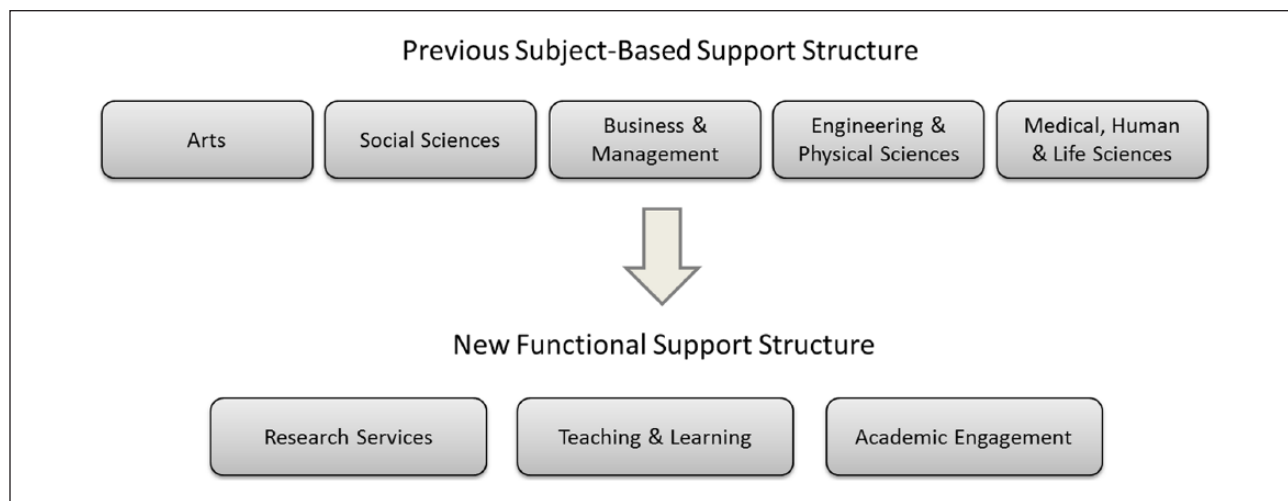 Previous Subject-Based Support Structure
Arts
Social Sciences
Business &
Management
Engineering &
Physical Sciences
Medical, Human
& Life Sciences
New Functional Support Structure
Research Services
Teaching & Learning
Academic Engagement